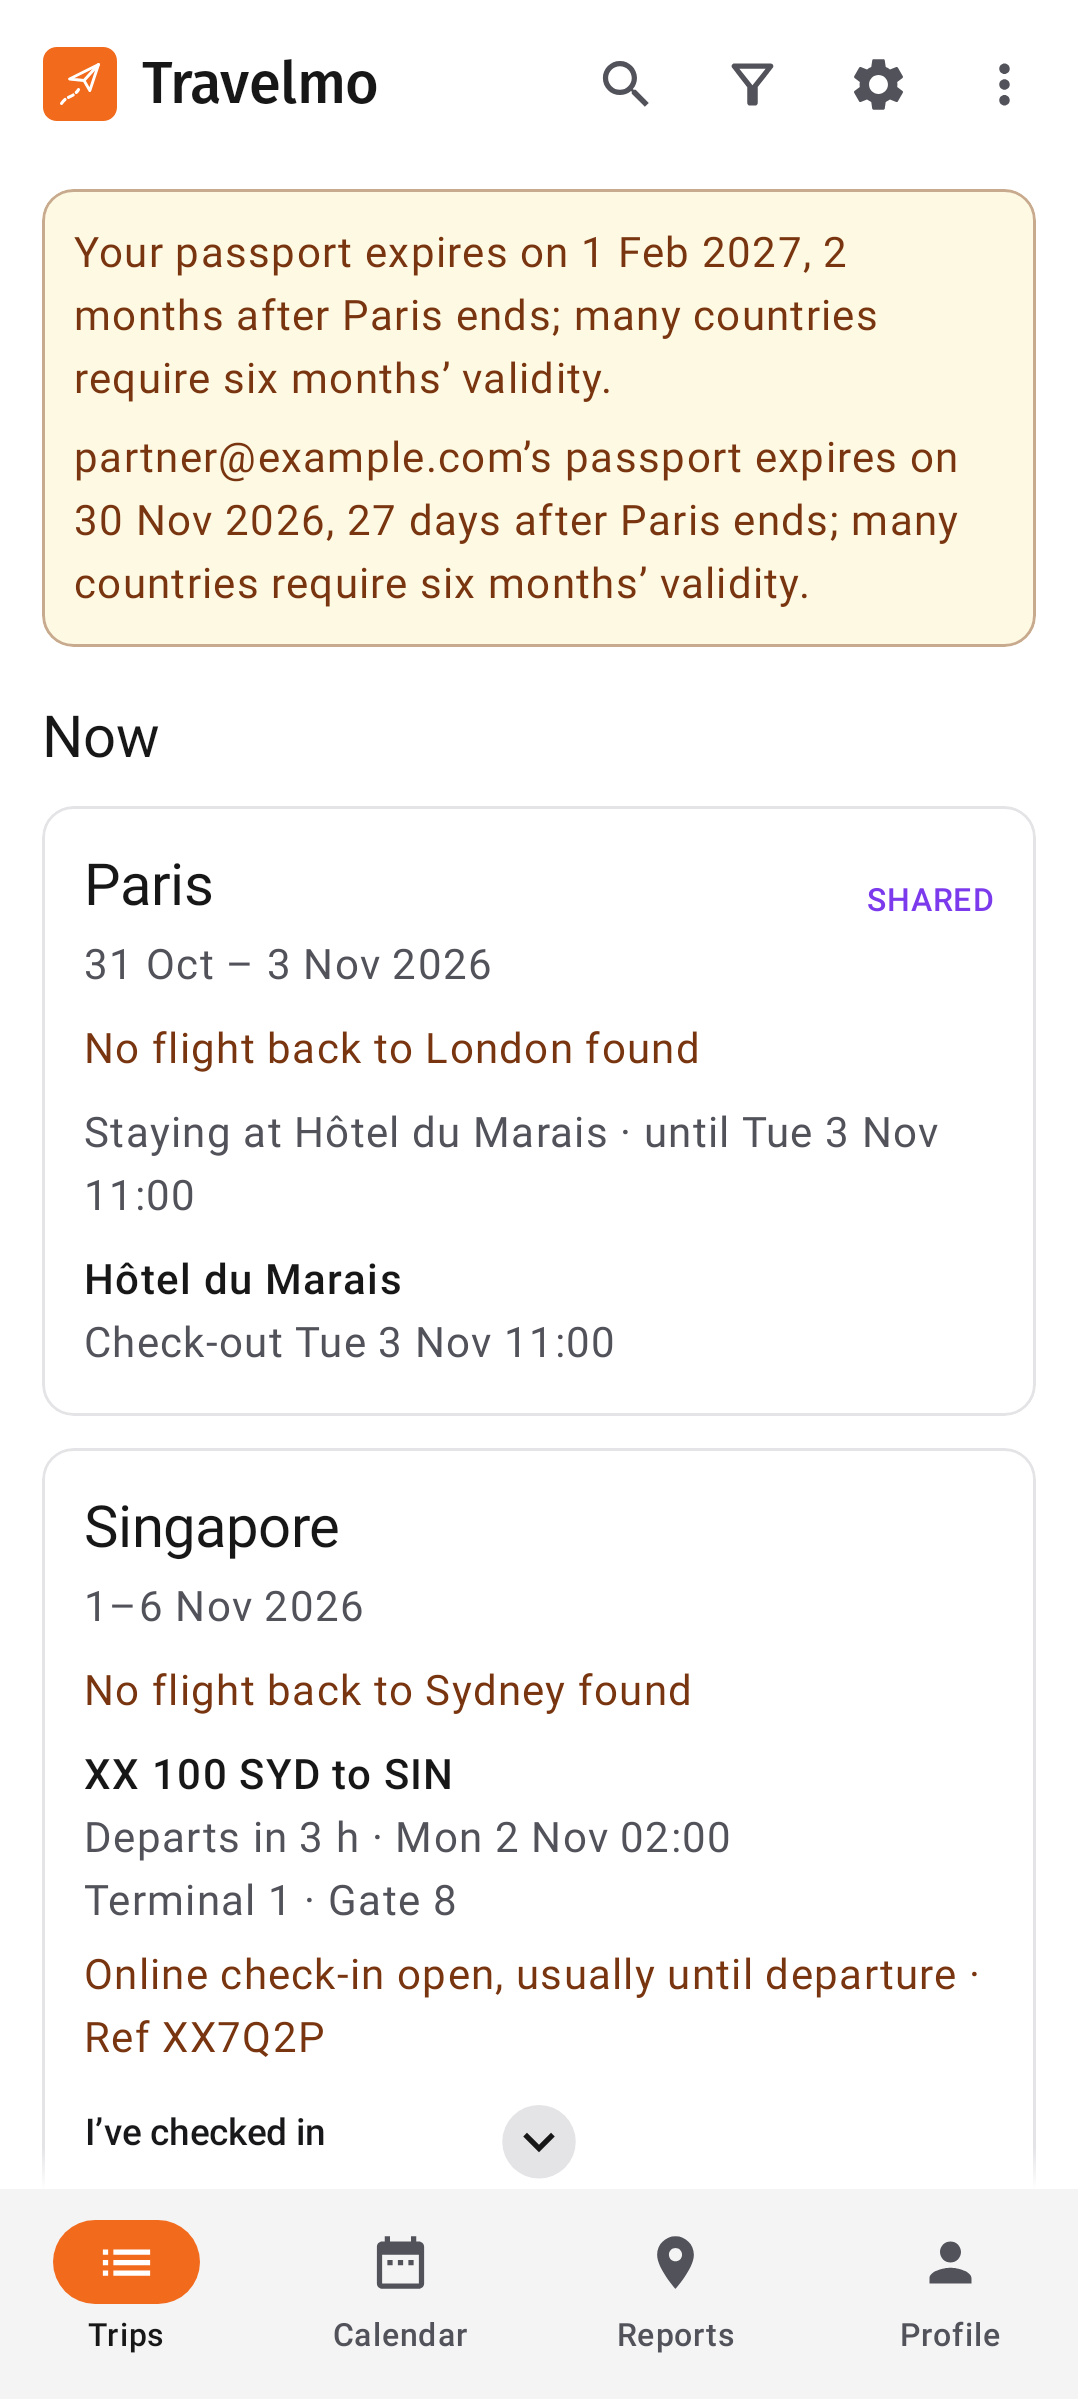 Travelmo
Your passport expires on 1 Feb 2027, 2
months after Paris ends; many countries
require six months’ validity.
partner@example.com’s passport expires on
30 Nov 2026, 27 days after Paris ends; many
countries require six months’ validity.
Now
Paris
SHARED
31 Oct – 3 Nov 2026
No flight back to London found
Staying at Hôtel du Marais · until Tue 3 Nov
11:00
Hôtel du Marais
Check-out Tue 3 Nov 11:00
Singapore
1–6 Nov 2026
No flight back to Sydney found
XX 100 SYD to SIN
Departs in 3 h · Mon 2 Nov 02:00
Terminal 1 · Gate 8
Online check-in open, usually until departure ·
Ref XX7Q2P
I’ve checked in
Trips
Calendar
Reports
Profile